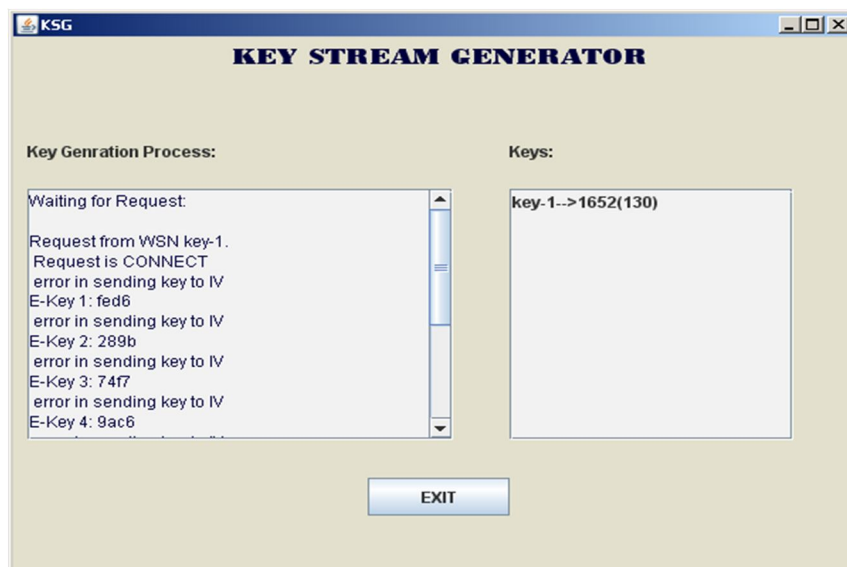 KSG
KEY STREAM GENERATOR
Key Genration Process:
Keys:
Waiting for Request:
Request from WSN key-1.
Request is CONNECT
error in sending key to IV
E-Key 1: fed6
error in sending key to IV
E-Key 2: 289b
error in sending key to IV
E-Key 3: 74f7
error in sending key to IV
E-Key 4: 9ac6
key-1-->1652(130)
EXIT